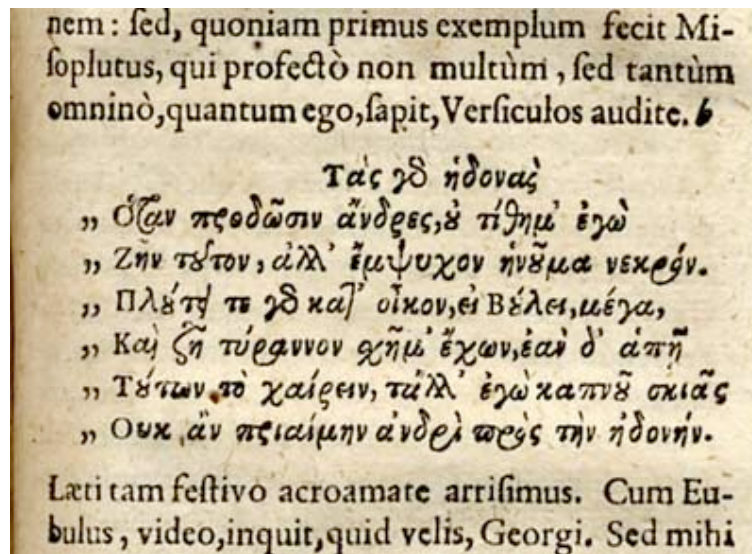 nem : ſed, quoniam primus exemplum fecit Mi-
ſoplutus, qui profectò non multùm , ſed tantùm
omninò,quantum ego,ſapit,Verſiculos audite. b
Τὰς γὰρ ἡδονὰς
„ Ὅταν προδῶσιν ἄνδρες,οὐ τίθημ' ἐγὼ
„ Ζῆν τοῦτον, ἀλλ' ἔμψυχον ἡγοῦμαι νεκρόν.
„ Πλούτει τε γὰρ κατ' οἶκον,εἰ Βούλει,μέγα,
„ Καὶ ζῆ τύραννον σχῆμ' ἔχων,ἐὰν δ' ἀπῆ
„ Τούτων τὸ χαίρειν, τἄλλ' ἐγὼ καπνοῦ σκιᾶς
„ Ουκ ἂν πριαίμην ἀνδρὶ πρὸς τὴν ἡδονήν.
Læti tam feſtivo acroamate arriſimus. Cum Eu-
bulus , video,inquit,quid velis, Georgi. Sed mihi